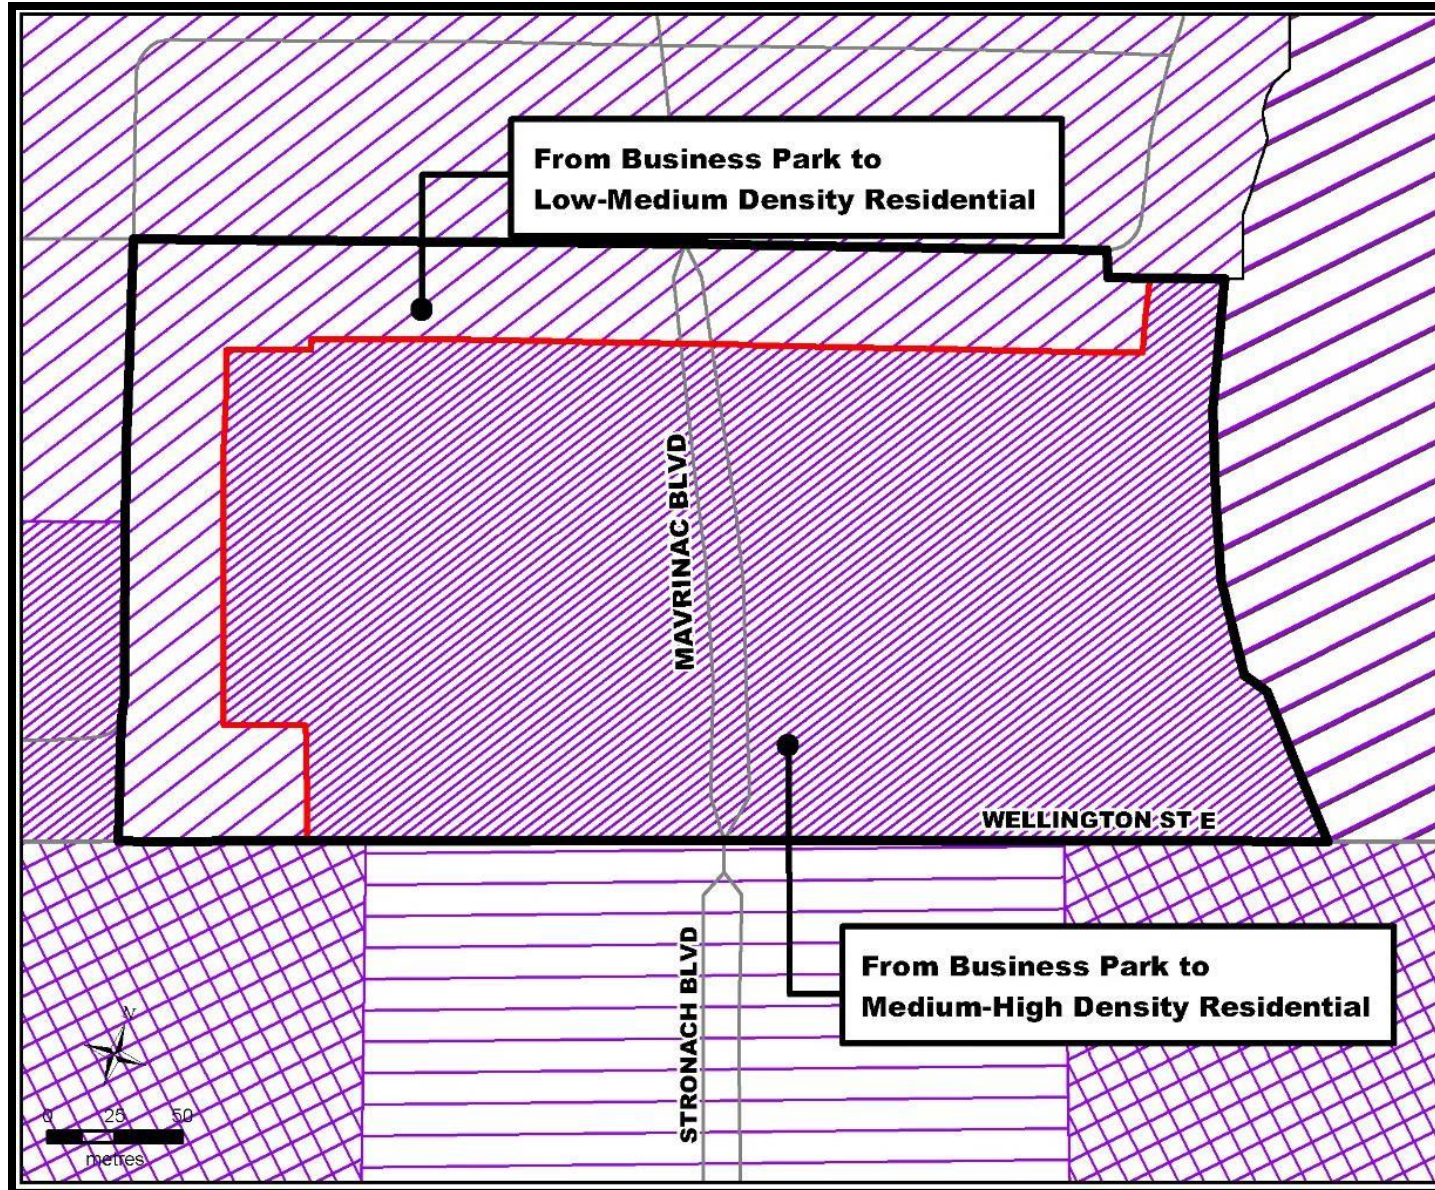 From Business Park to
Low-Medium Density Residential
MAVRINAC BLVD
WELLINGTON ST E
STRONACH BLVD
From Business Park to
Medium-High Density Residential
N
0 25 50
metres